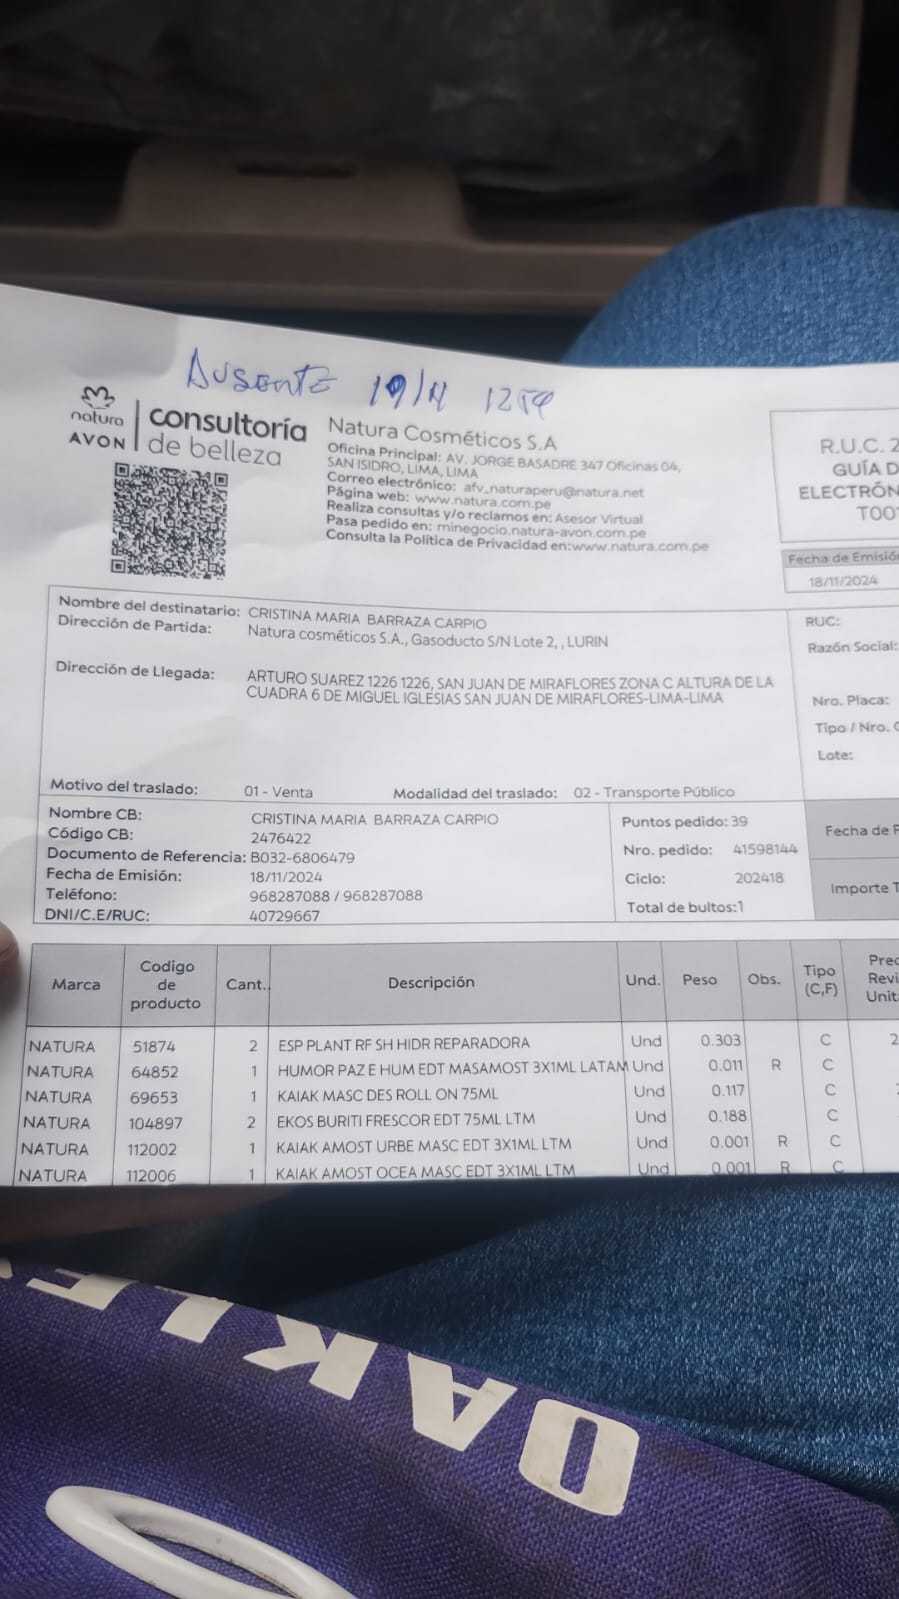 Ausente 19/11 1259
natura
AVON
consultoría
de belleza
Natura Cosméticos S.A
Oficina Principal: AV. JORGE BASADRE 347 Oficinas 04,
SAN ISIDRO, LIMA, LIMA
Correo electrónico: afv_naturaperu@natura.net
Página web: www.natura.com.pe
Realiza consultas y/o reclamos en: Asesor Virtual
Pasa pedido en: minegocio.natura-avon.com.pe
Consulta la Política de Privacidad en:www.natura.com.pe
R.U.C. 2
GUÍA D
ELECTRÓN
T001
Fecha de Emisión
18/11/2024
Nombre del destinatario: CRISTINA MARIA BARRAZA CARPIO
Dirección de Partida: Natura cosméticos S.A., Gasoducto S/N Lote 2, , LURIN
Dirección de Llegada: ARTURO SUAREZ 1226 1226, SAN JUAN DE MIRAFLORES ZONA C ALTURA DE LA
CUADRA 6 DE MIGUEL IGLESIAS SAN JUAN DE MIRAFLORES-LIMA-LIMA
Motivo del traslado: 01 - Venta Modalidad del traslado: 02 - Transporte Público
RUC:
Razón Social:
Nro. Placa:
Tipo / Nro. C
Lote:
Nombre CB: CRISTINA MARIA BARRAZA CARPIO
Código CB: 2476422
Documento de Referencia: B032-6806479
Fecha de Emisión: 18/11/2024
Teléfono: 968287088 / 968287088
DNI/C.E/RUC: 40729667
Puntos pedido: 39
Nro. pedido: 41598144
Ciclo: 202418
Total de bultos:1
Fecha de P
Importe T
Marca Codigo de producto Cant. Descripción Und. Peso Obs. Tipo (C,F) Prec Revi Unit
NATURA 51874 2 ESP PLANT RF SH HIDR REPARADORA Und 0.303 C 2
NATURA 64852 1 HUMOR PAZ E HUM EDT MASAMOST 3X1ML LATAM Und 0.011 R C
NATURA 69653 1 KAIAK MASC DES ROLL ON 75ML Und 0.117 C
NATURA 104897 2 EKOS BURITI FRESCOR EDT 75ML LTM Und 0.188 C
NATURA 112002 1 KAIAK AMOST URBE MASC EDT 3X1ML LTM Und 0.001 R C
NATURA 112006 1 KAIAK AMOST OCEA MASC EDT 3X1ML LTM Und 0.001 R C
OAKLE